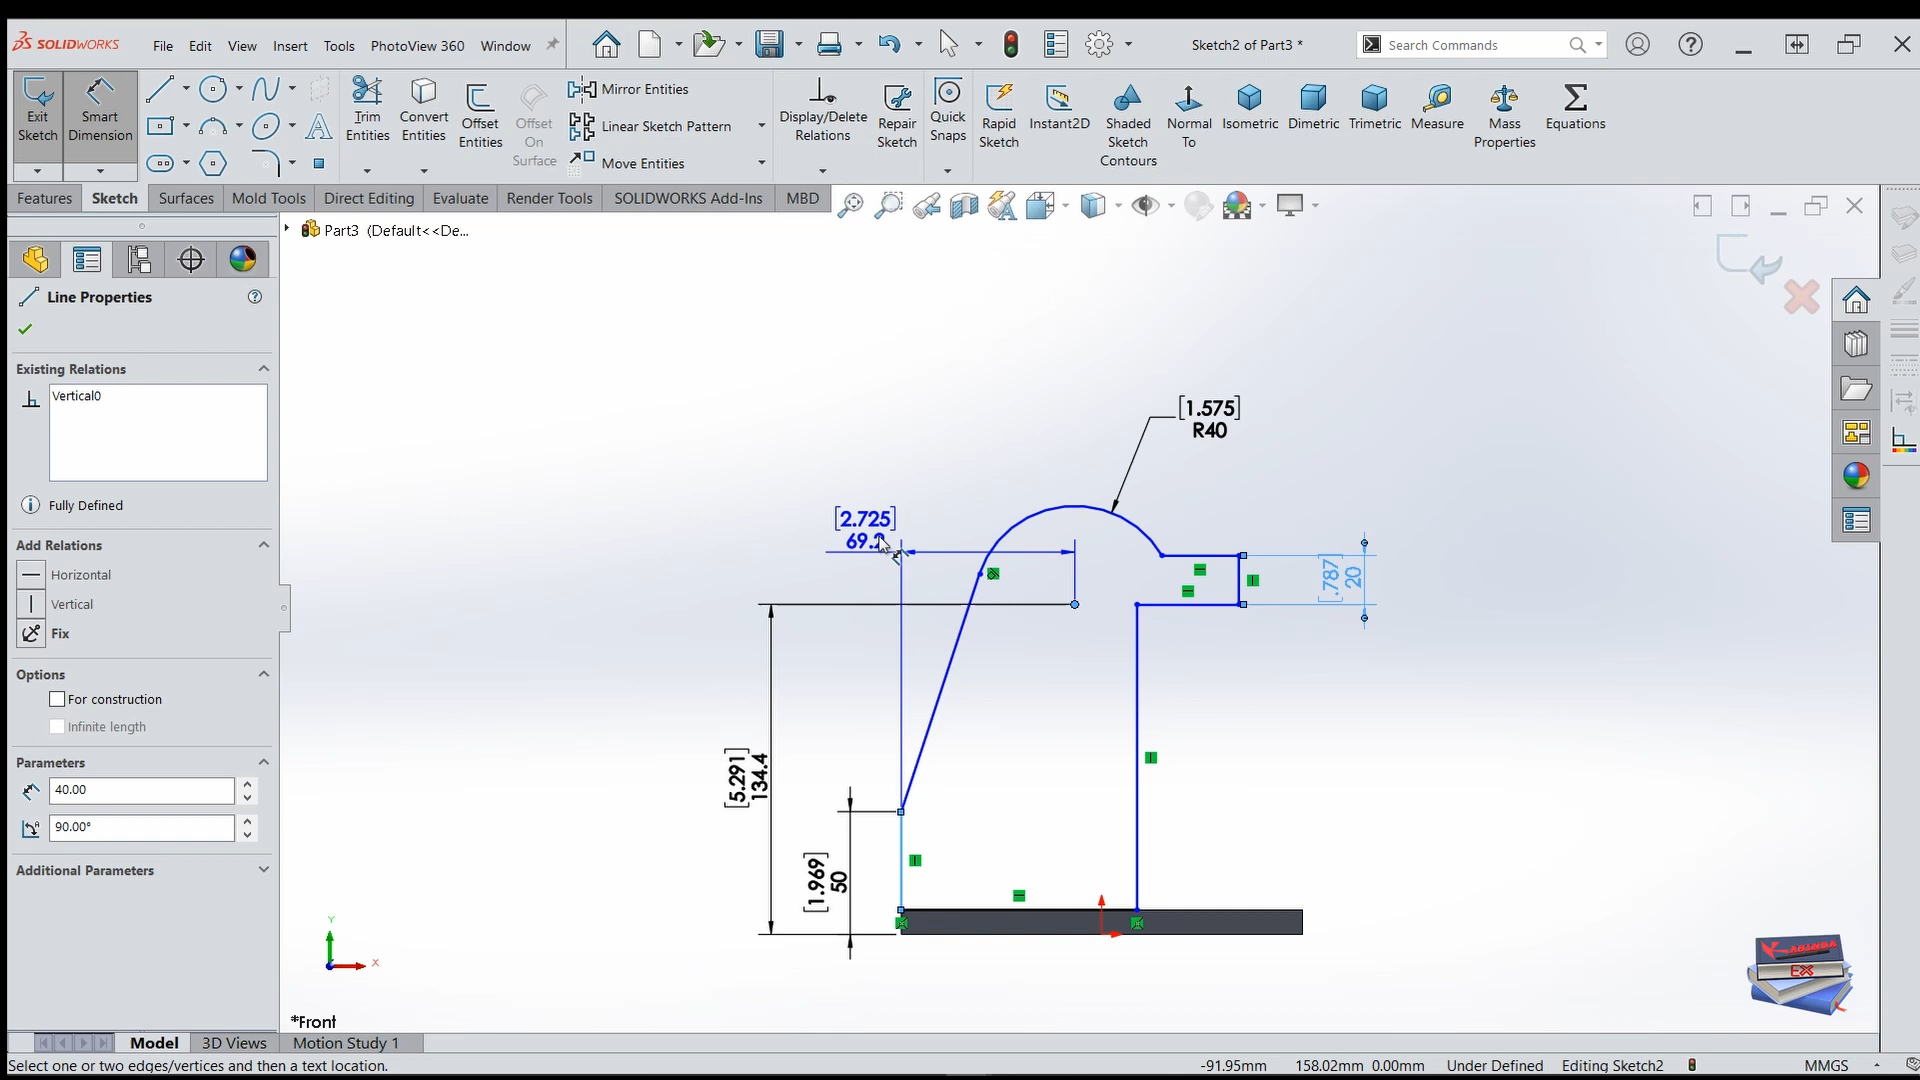 SOLIDWORKS File Edit View Insert Tools PhotoView 360 Window Sketch2 of Part3 * Search Commands
Exit Sketch
Smart Dimension
Trim Entities
Convert Entities
Offset Entities
Offset On Surface
Mirror Entities
Linear Sketch Pattern
Move Entities
Display/Delete Relations
Repair Sketch
Quick Snaps
Rapid Sketch
Instant2D
Shaded Sketch Contours
Normal To
Isometric
Dimetric
Trimetric
Measure
Mass Properties
Equations
Features Sketch Surfaces Mold Tools Direct Editing Evaluate Render Tools SOLIDWORKS Add-Ins MBD
Part3 (Default<<De...
Line Properties
Existing Relations
Vertical0
Fully Defined
Add Relations
Horizontal
Vertical
Fix
Options
For construction
Infinite length
Parameters
40.00
90.00°
Additional Parameters
[1.575]
R40
[2.725]
69.2
[.787]
20
[5.291]
134.4
[1.969]
50
Y
X
EX
*Front
Model 3D Views Motion Study 1
Select one or two edges/vertices and then a text location. -91.95mm 158.02mm 0.00mm Under Defined Editing Sketch2 MMGS